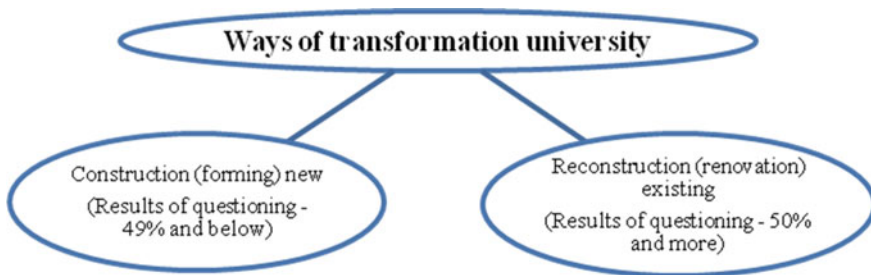 Ways of transformation university
Construction (forming) new
(Results of questioning -
49% and below)
Reconstruction (renovation)
existing
(Results of questioning - 50%
and more)